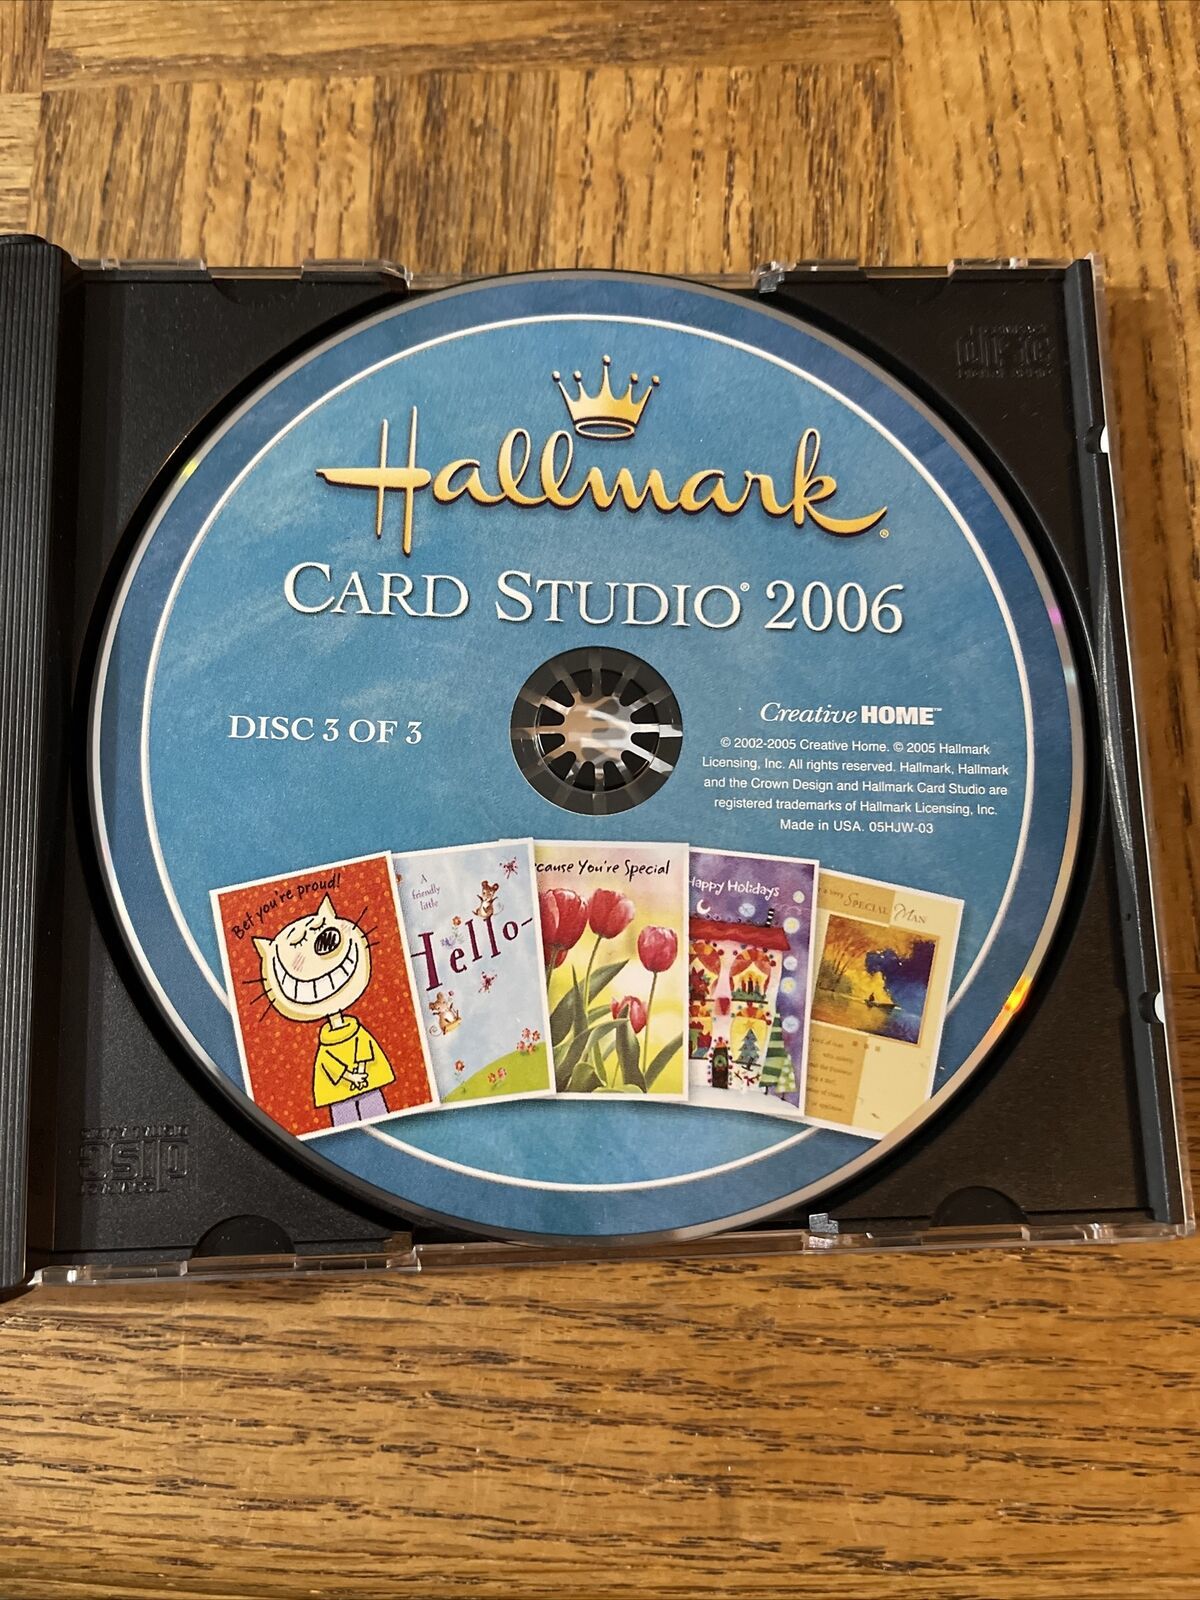 Hallmark®
CARD STUDIO® 2006
DISC 3 OF 3
Creative HOME™
© 2002-2005 Creative Home. © 2005 Hallmark
Licensing, Inc. All rights reserved. Hallmark, Hallmark
and the Crown Design and Hallmark Card Studio are
registered trademarks of Hallmark Licensing, Inc.
Made in USA. 05HJW-03
Bet you're proud!
A
friendly
little
Hello-
You're Special
Happy Holidays
a very
SPECIAL MAN